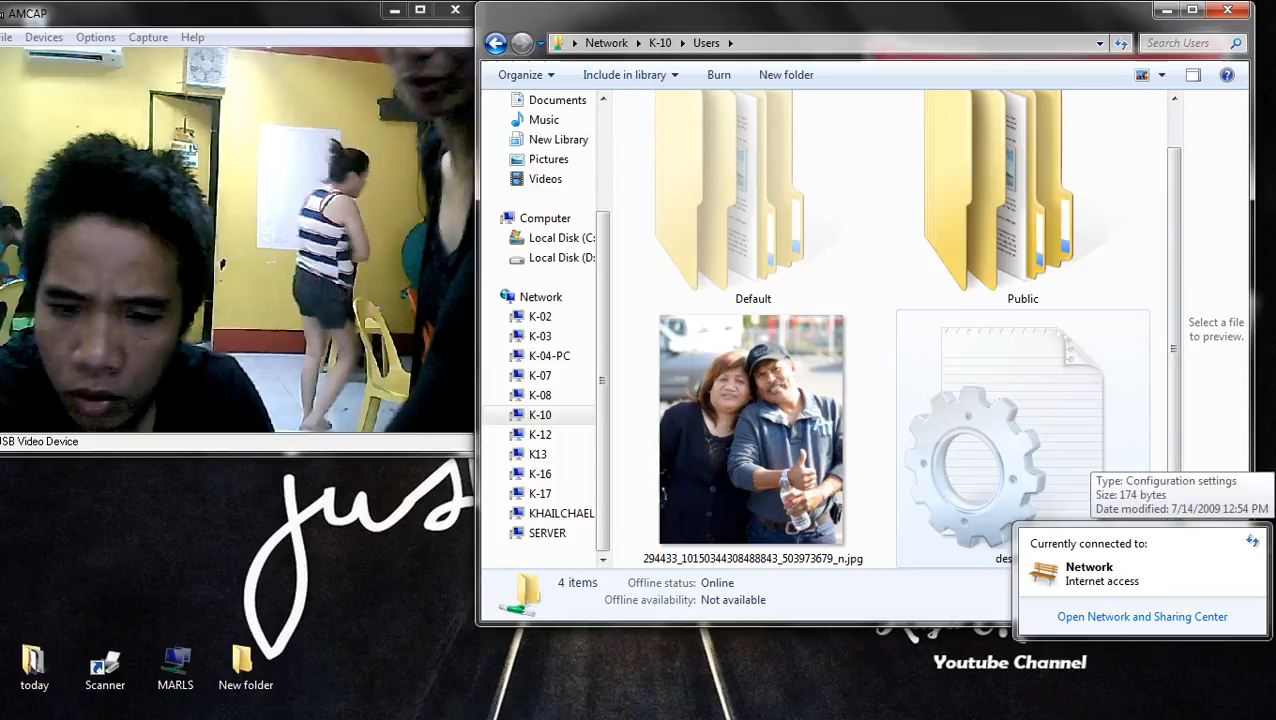 AMCAP
File Devices Options Capture Help
USB Video Device
Network K-10 Users
Search Users
Organize Include in library Burn New folder
Documents
Music
New Library
Pictures
Videos
Computer
Local Disk (C:
Local Disk (D:
Network
K-02
K-03
K-04-PC
K-07
K-08
K-10
K-12
K13
K-16
K-17
KHAILCHAEL
SERVER
Default
Public
294433_10150344308488843_503973679_n.jpg
des
Select a file
to preview.
Type: Configuration settings
Size: 174 bytes
Date modified: 7/14/2009 12:54 PM
4 items Offline status: Online
Offline availability: Not available
Currently connected to:
Network
Internet access
Open Network and Sharing Center
jus
Youtube Channel
today
Scanner
MARLS
New folder